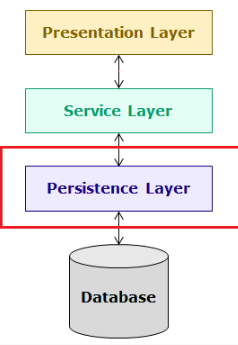 Presentation Layer
Service Layer
Persistence Layer
Database